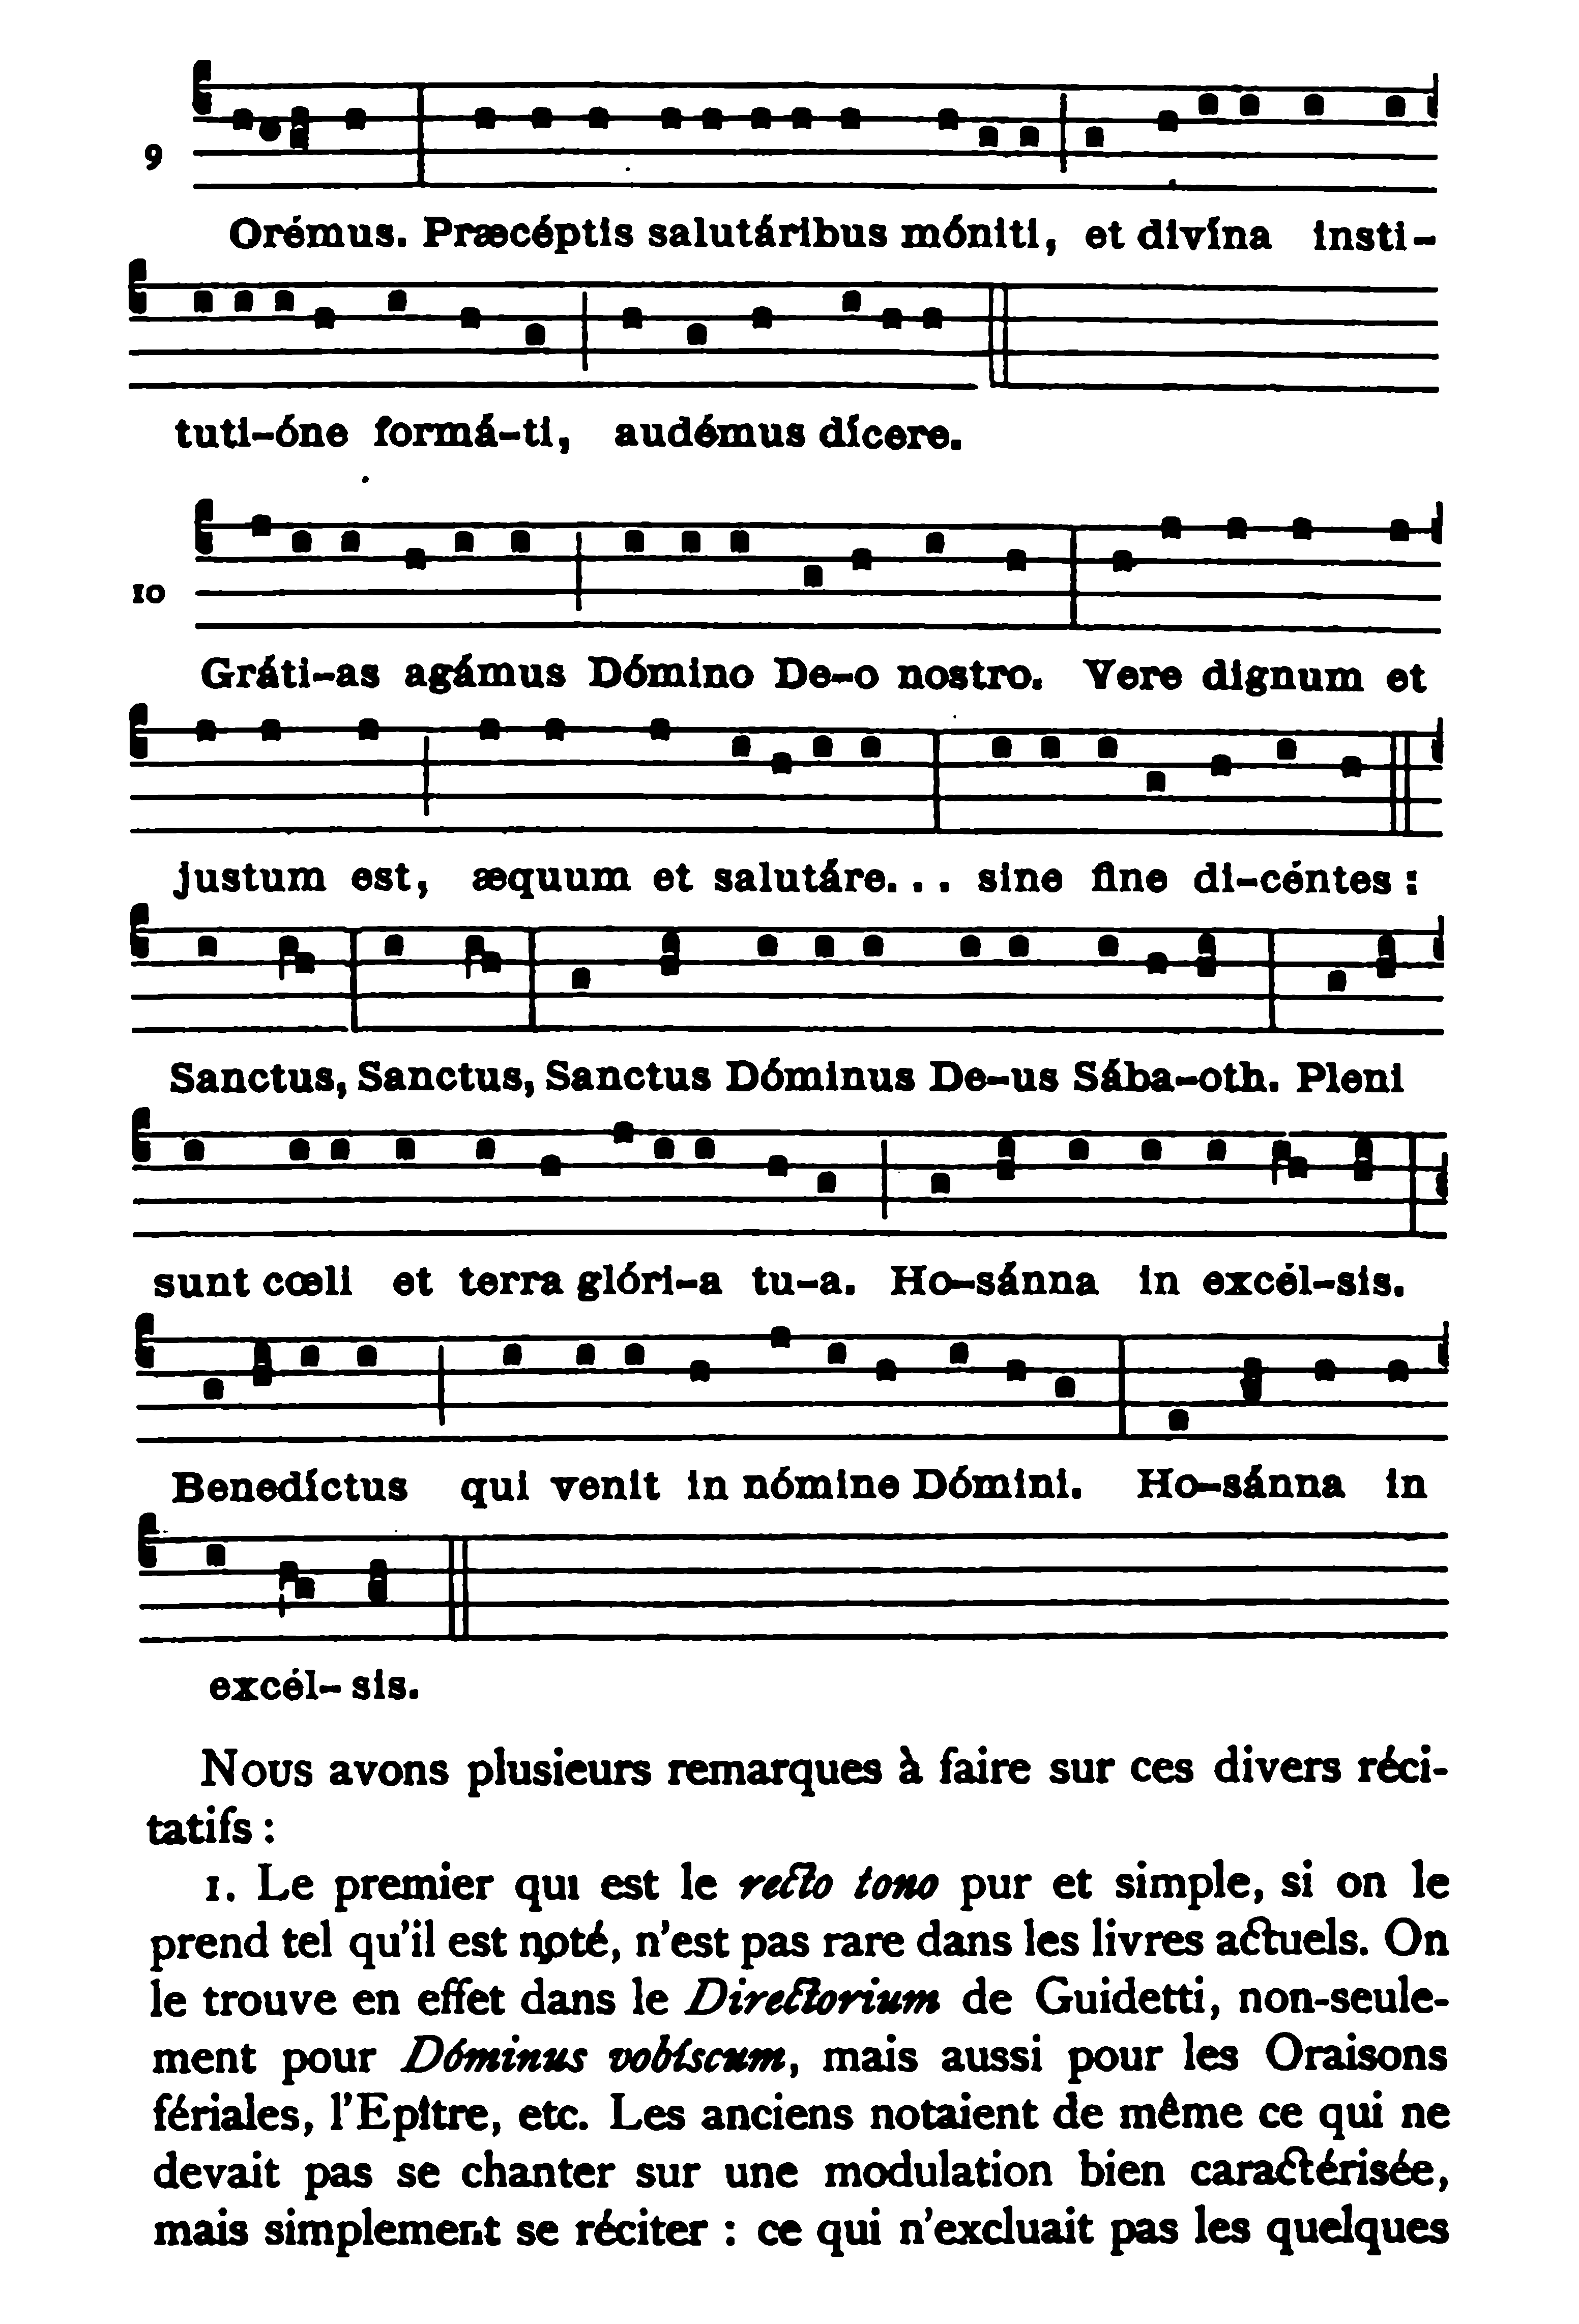 9
Orémus. Præcéptis salutáribus móniti, et divína insti-
tuti-óne formá-ti, audémus dícere.
10
Gráti-as agámus Dómino De-o nostro. Vere dignum et
justum est, æquum et salutáre... sine fine di-céntes :
Sanctus, Sanctus, Sanctus Dóminus De-us Sába-oth. Pleni
sunt cœli et terra glóri-a tu-a. Ho-sánna in excél-sis.
Benedíctus qui venit in nómine Dómini. Ho-sánna in
excél- sis.
Nous avons plusieurs remarques à faire sur ces divers réci-
tatifs :
1. Le premier qui est le recto tono pur et simple, si on le
prend tel qu'il est noté, n'est pas rare dans les livres actuels. On
le trouve en effet dans le Directorium de Guidetti, non-seule-
ment pour Dóminus vobíscum, mais aussi pour les Oraisons
fériales, l'Epître, etc. Les anciens notaient de même ce qui ne
devait pas se chanter sur une modulation bien caractérisée,
mais simplement se réciter : ce qui n'excluait pas les quelques